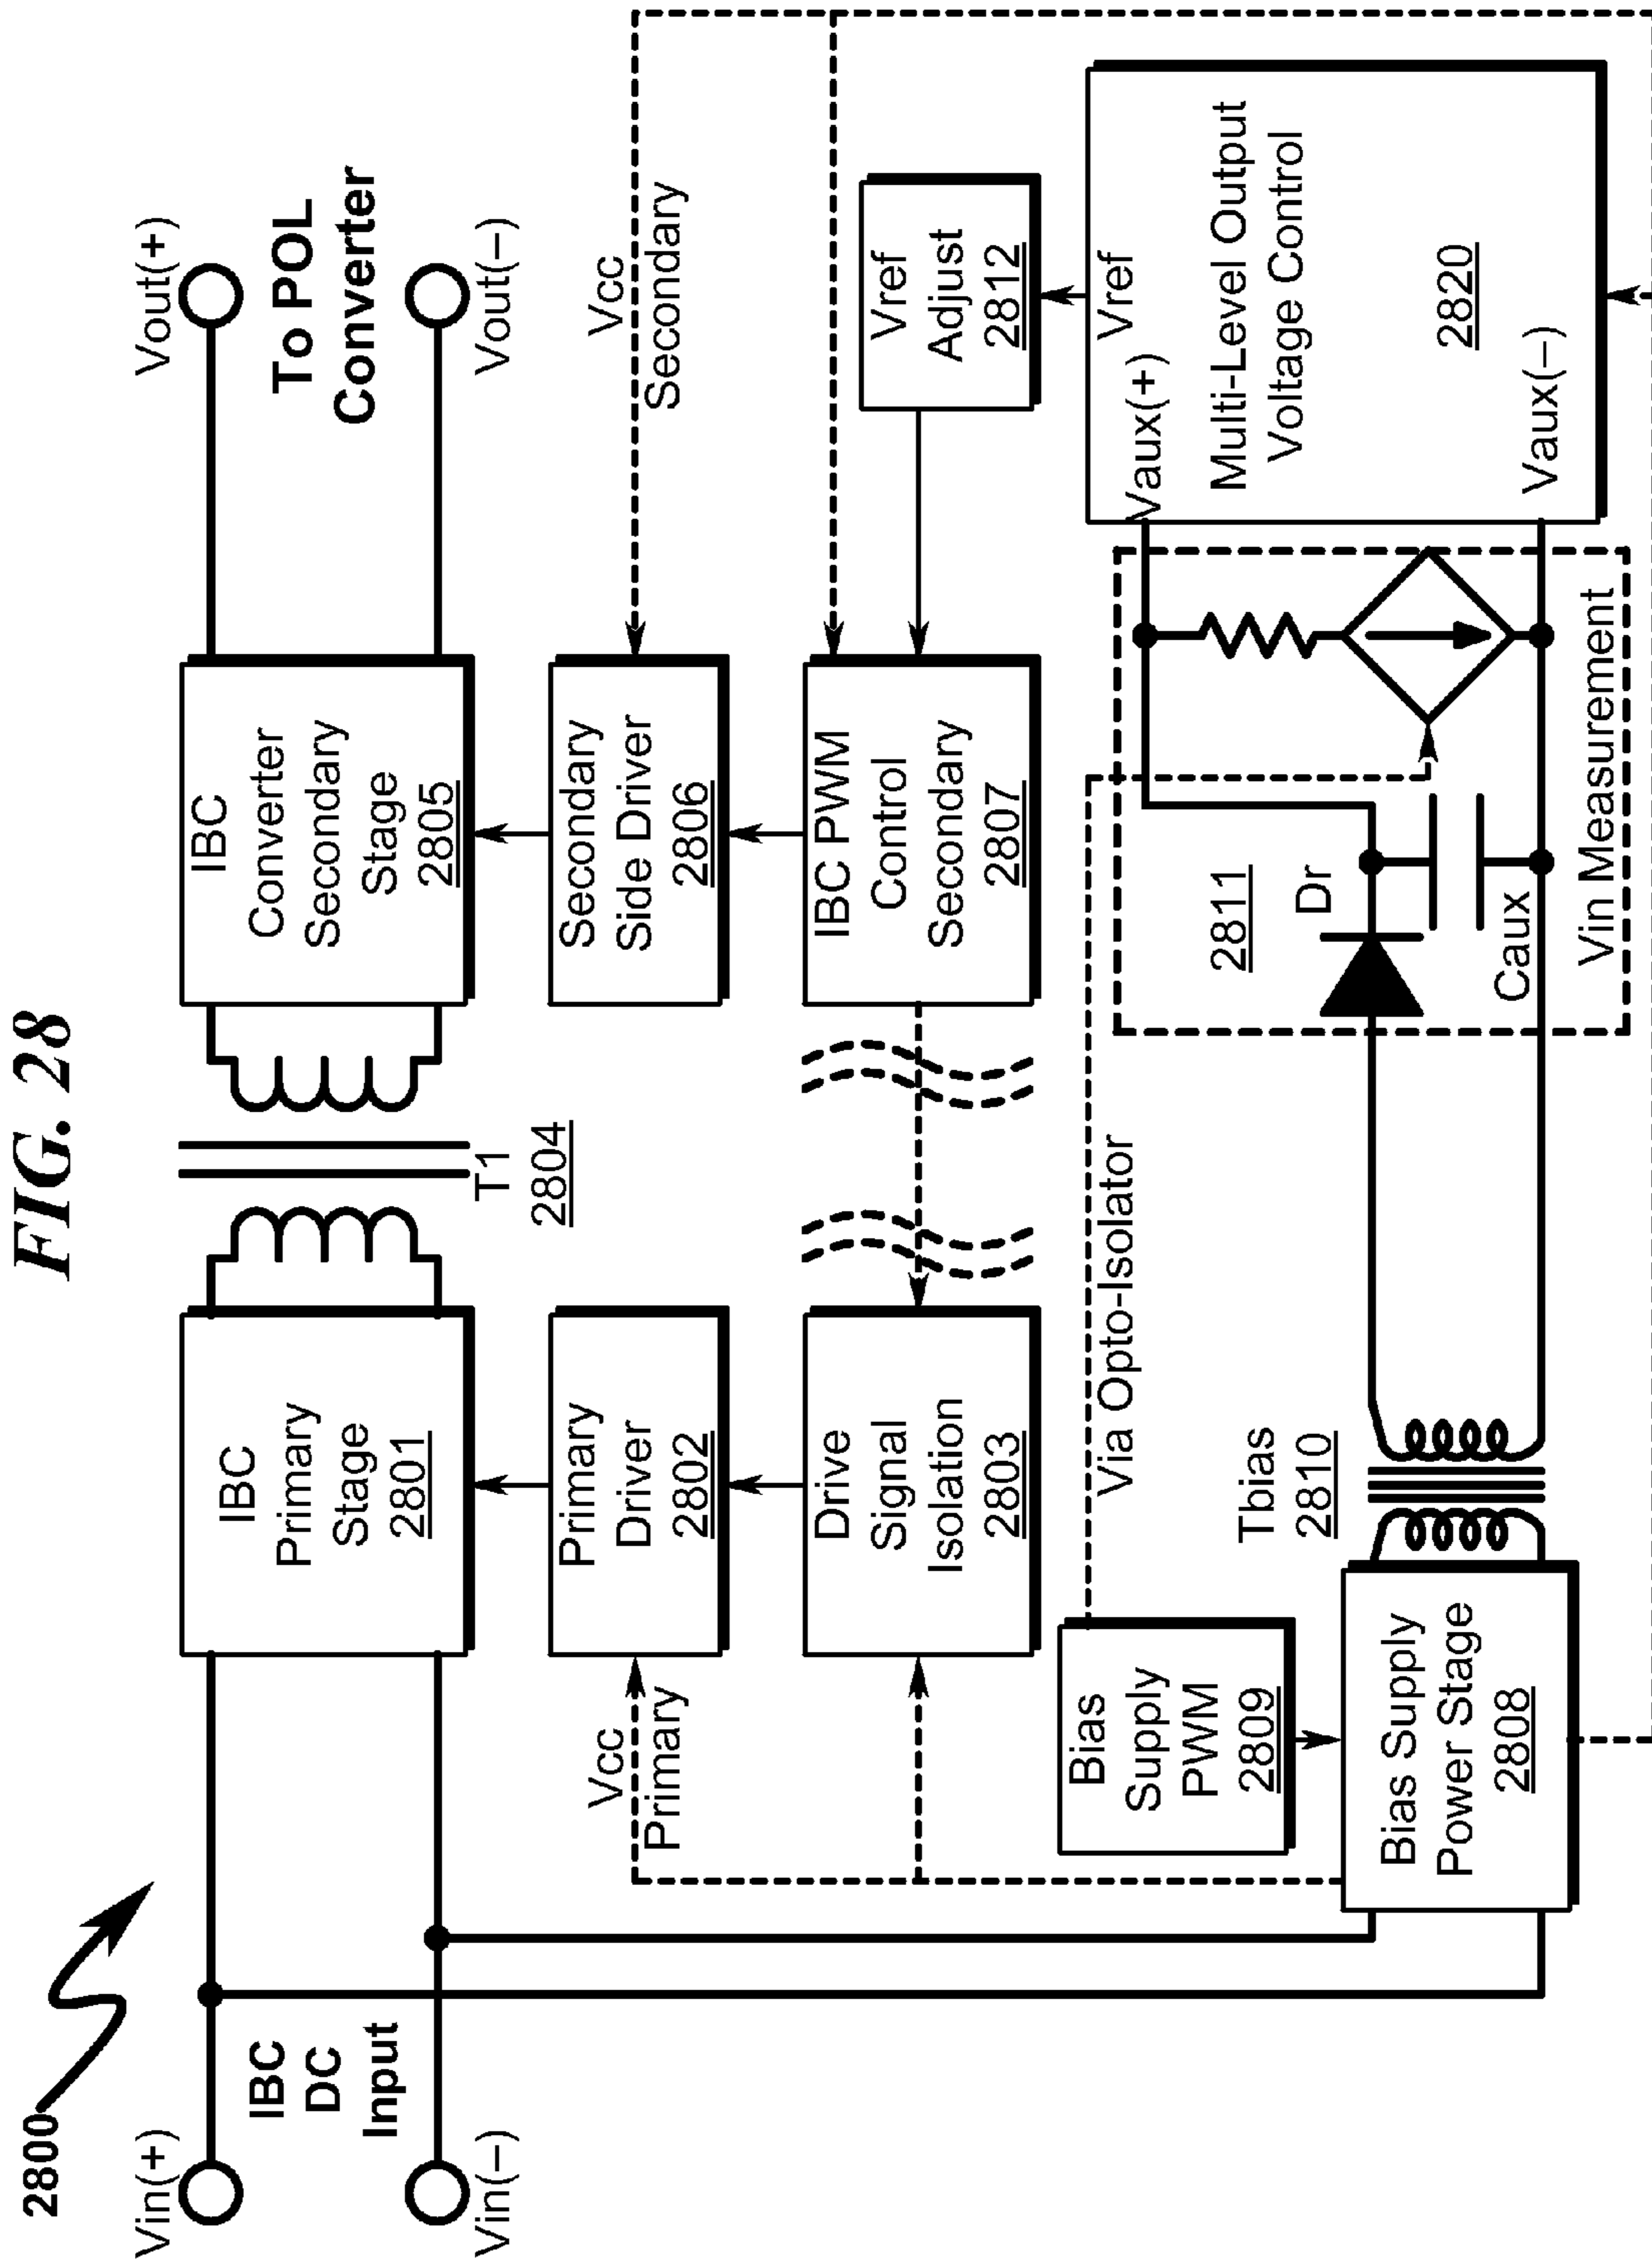 FIG. 28
2800
Vin(+)
IBC
DC
Input
Vin(–)
IBC
Primary
Stage
2801
T1
2804
IBC
Converter
Secondary
Stage
2805
Vout(+)
To POL
Converter
Vout(–)
Vcc
Primary
Primary
Driver
2802
Secondary
Side Driver
2806
Vcc
Secondary
Drive
Signal
Isolation
2803
IBC PWM
Control
Secondary
2807
Vref
Adjust
2812
Bias
Supply
PWM
2809
Via Opto-Isolator
Bias Supply
Power Stage
2808
Tbias
2810
2811
Dr
Caux
Vin Measurement
Vref
Vaux(+)
Multi-Level Output
Voltage Control
2820
Vaux(–)